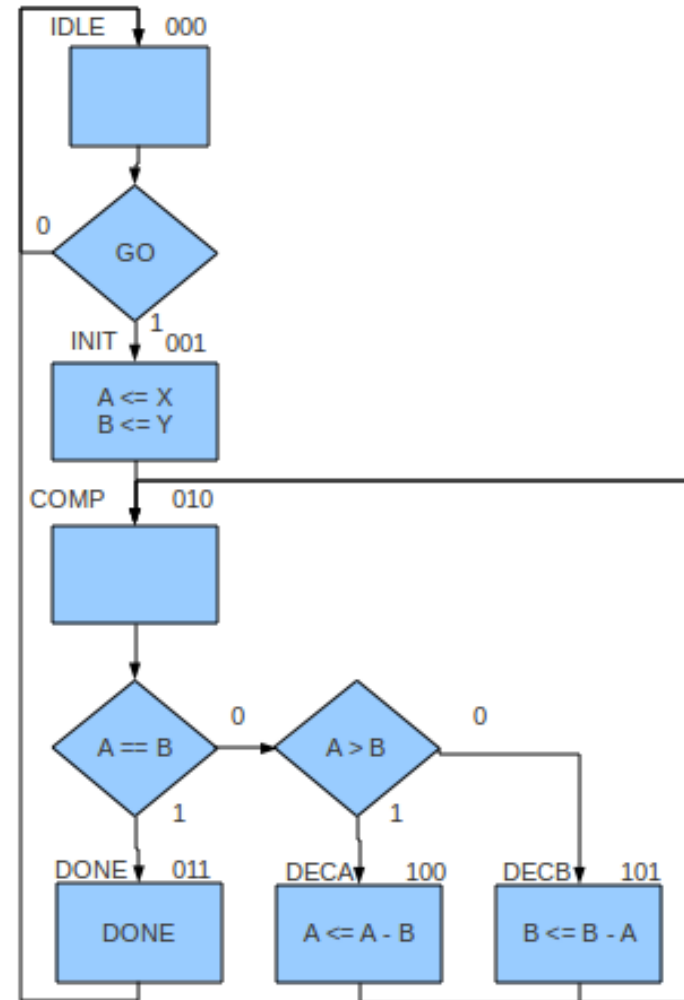 IDLE 000
0
GO
1
INIT 001
A <= X
B <= Y
COMP 010
A == B
0
A > B
0
1
1
DONE 011
DECA 100
DECB 101
DONE
A <= A - B
B <= B - A